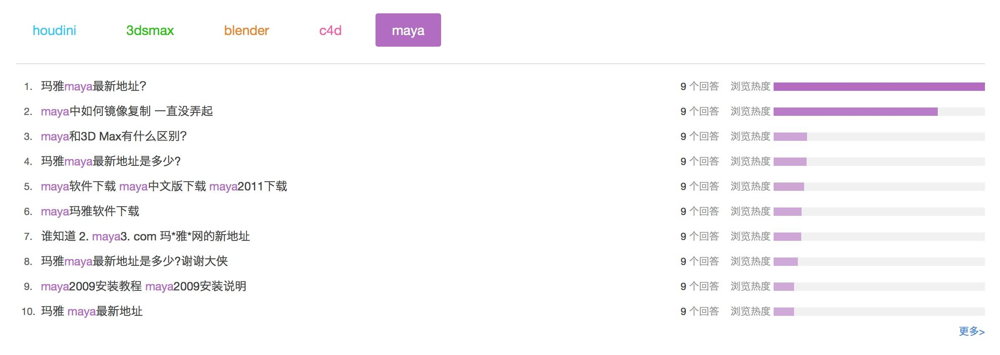 houdini 3dsmax blender c4d maya
1. 玛雅maya最新地址? 9 个回答 浏览热度
2. maya中如何镜像复制 一直没弄起 9 个回答 浏览热度
3. maya和3D Max有什么区别? 9 个回答 浏览热度
4. 玛雅maya最新地址是多少? 9 个回答 浏览热度
5. maya软件下载 maya中文版下载 maya2011下载 9 个回答 浏览热度
6. maya玛雅软件下载 9 个回答 浏览热度
7. 谁知道 2. maya3. com 玛*雅*网的新地址 9 个回答 浏览热度
8. 玛雅maya最新地址是多少?谢谢大侠 9 个回答 浏览热度
9. maya2009安装教程 maya2009安装说明 9 个回答 浏览热度
10. 玛雅 maya最新地址 9 个回答 浏览热度
更多>